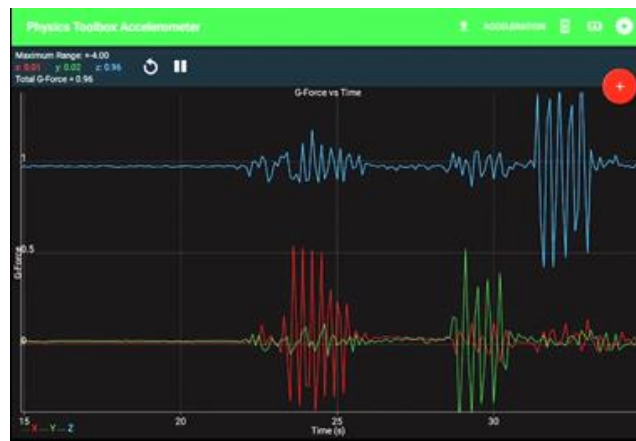 Physics Toolbox Accelerometer
ACCELERATION
Maximum Range: +-4.00
x: 0.01 y: 0.02 z: 0.96
Total G-Force = 0.96
G-Force vs Time
1
0.5
G-Force
0
15 20 25 30
X Y Z
Time (s)